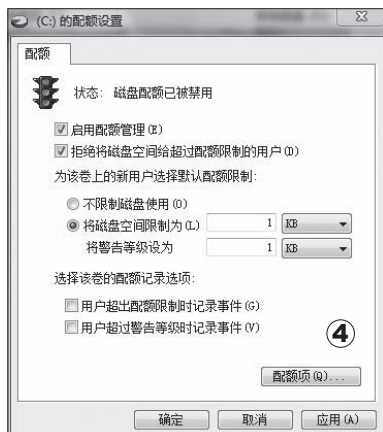 (C:) 的配额设置
配额
状态： 磁盘配额已被禁用
启用配额管理(E)
拒绝将磁盘空间给超过配额限制的用户(D)
为该卷上的新用户选择默认配额限制：
不限制磁盘使用(O)
将磁盘空间限制为(L) 1 KB
将警告等级设为 1 KB
选择该卷的配额记录选项：
用户超出配额限制时记录事件(G)
用户超过警告等级时记录事件(V)
④
配额项(Q)...
确定 取消 应用(A)